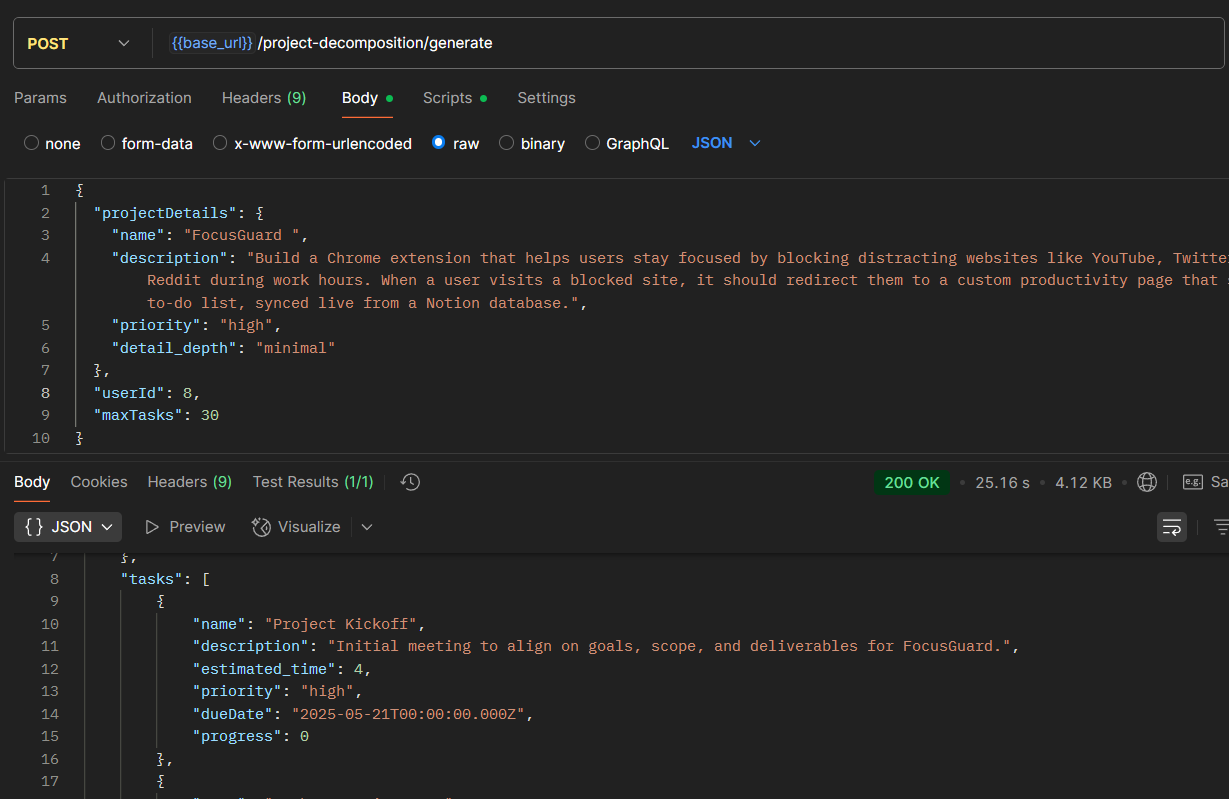 POST {{base_url}} /project-decomposition/generate
Params Authorization Headers (9) Body Scripts Settings
none form-data x-www-form-urlencoded raw binary GraphQL JSON
1 {
2 "projectDetails": {
3 "name": "FocusGuard ",
4 "description": "Build a Chrome extension that helps users stay focused by blocking distracting websites like YouTube, Twitter
Reddit during work hours. When a user visits a blocked site, it should redirect them to a custom productivity page that
to-do list, synced live from a Notion database.",
5 "priority": "high",
6 "detail_depth": "minimal"
7 },
8 "userId": 8,
9 "maxTasks": 30
10 }
Body Cookies Headers (9) Test Results (1/1) 200 OK • 25.16 s • 4.12 KB • e.g. Sa
{} JSON Preview Visualize
7 },
8 "tasks": [
9 {
10 "name": "Project Kickoff",
11 "description": "Initial meeting to align on goals, scope, and deliverables for FocusGuard.",
12 "estimated_time": 4,
13 "priority": "high",
14 "dueDate": "2025-05-21T00:00:00.000Z",
15 "progress": 0
16 },
17 {